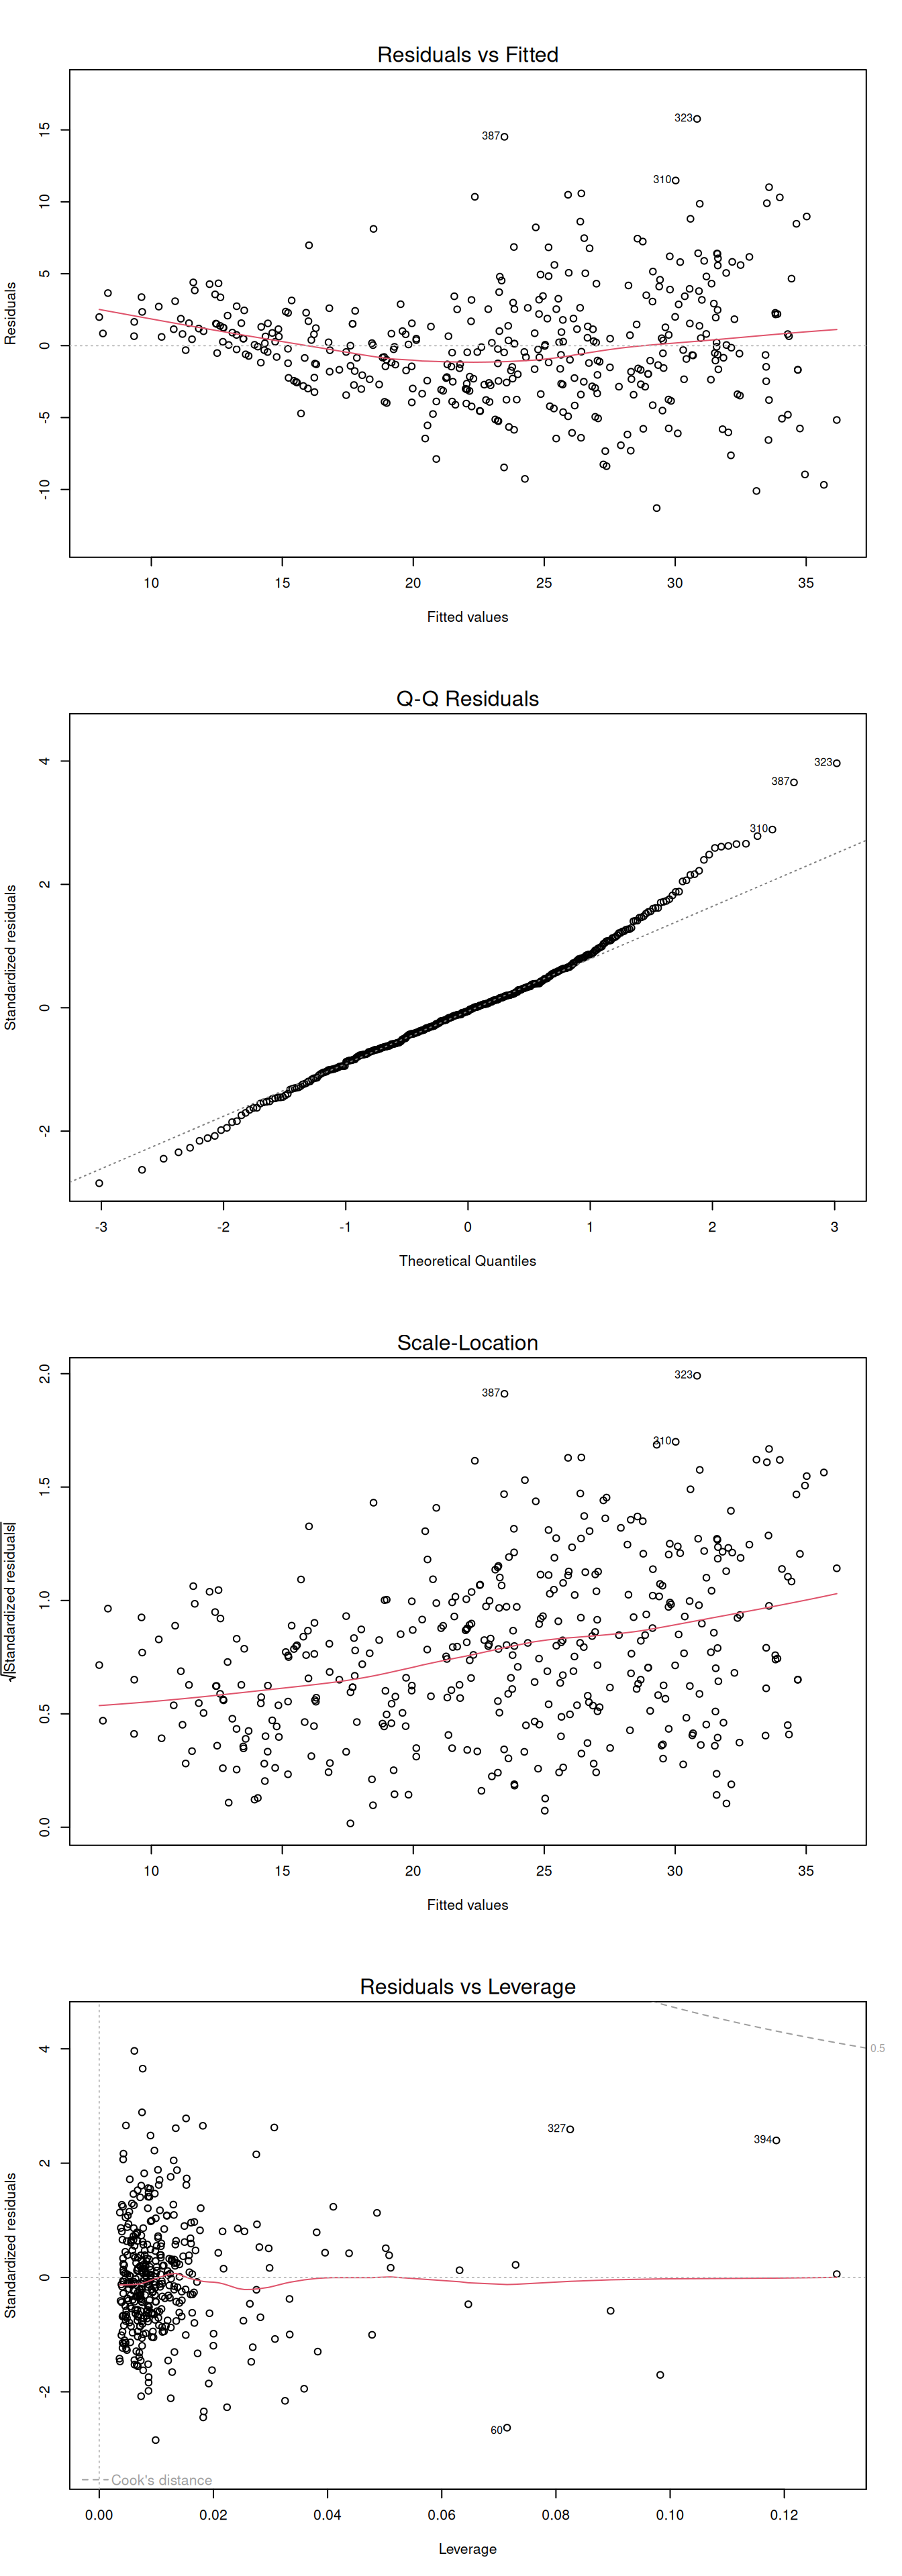 Residuals vs Fitted
Residuals
15
10
5
0
-5
-10
323
387
310
10 15 20 25 30 35
Fitted values
Q-Q Residuals
Standardized residuals
4
2
0
-2
323
387
310
-3 -2 -1 0 1 2 3
Theoretical Quantiles
Scale-Location
√|Standardized residuals|
2.0
1.5
1.0
0.5
0.0
323
387
310
10 15 20 25 30 35
Fitted values
Residuals vs Leverage
Standardized residuals
4
2
0
-2
0.5
327
394
60
Cook's distance
0.00 0.02 0.04 0.06 0.08 0.10 0.12
Leverage